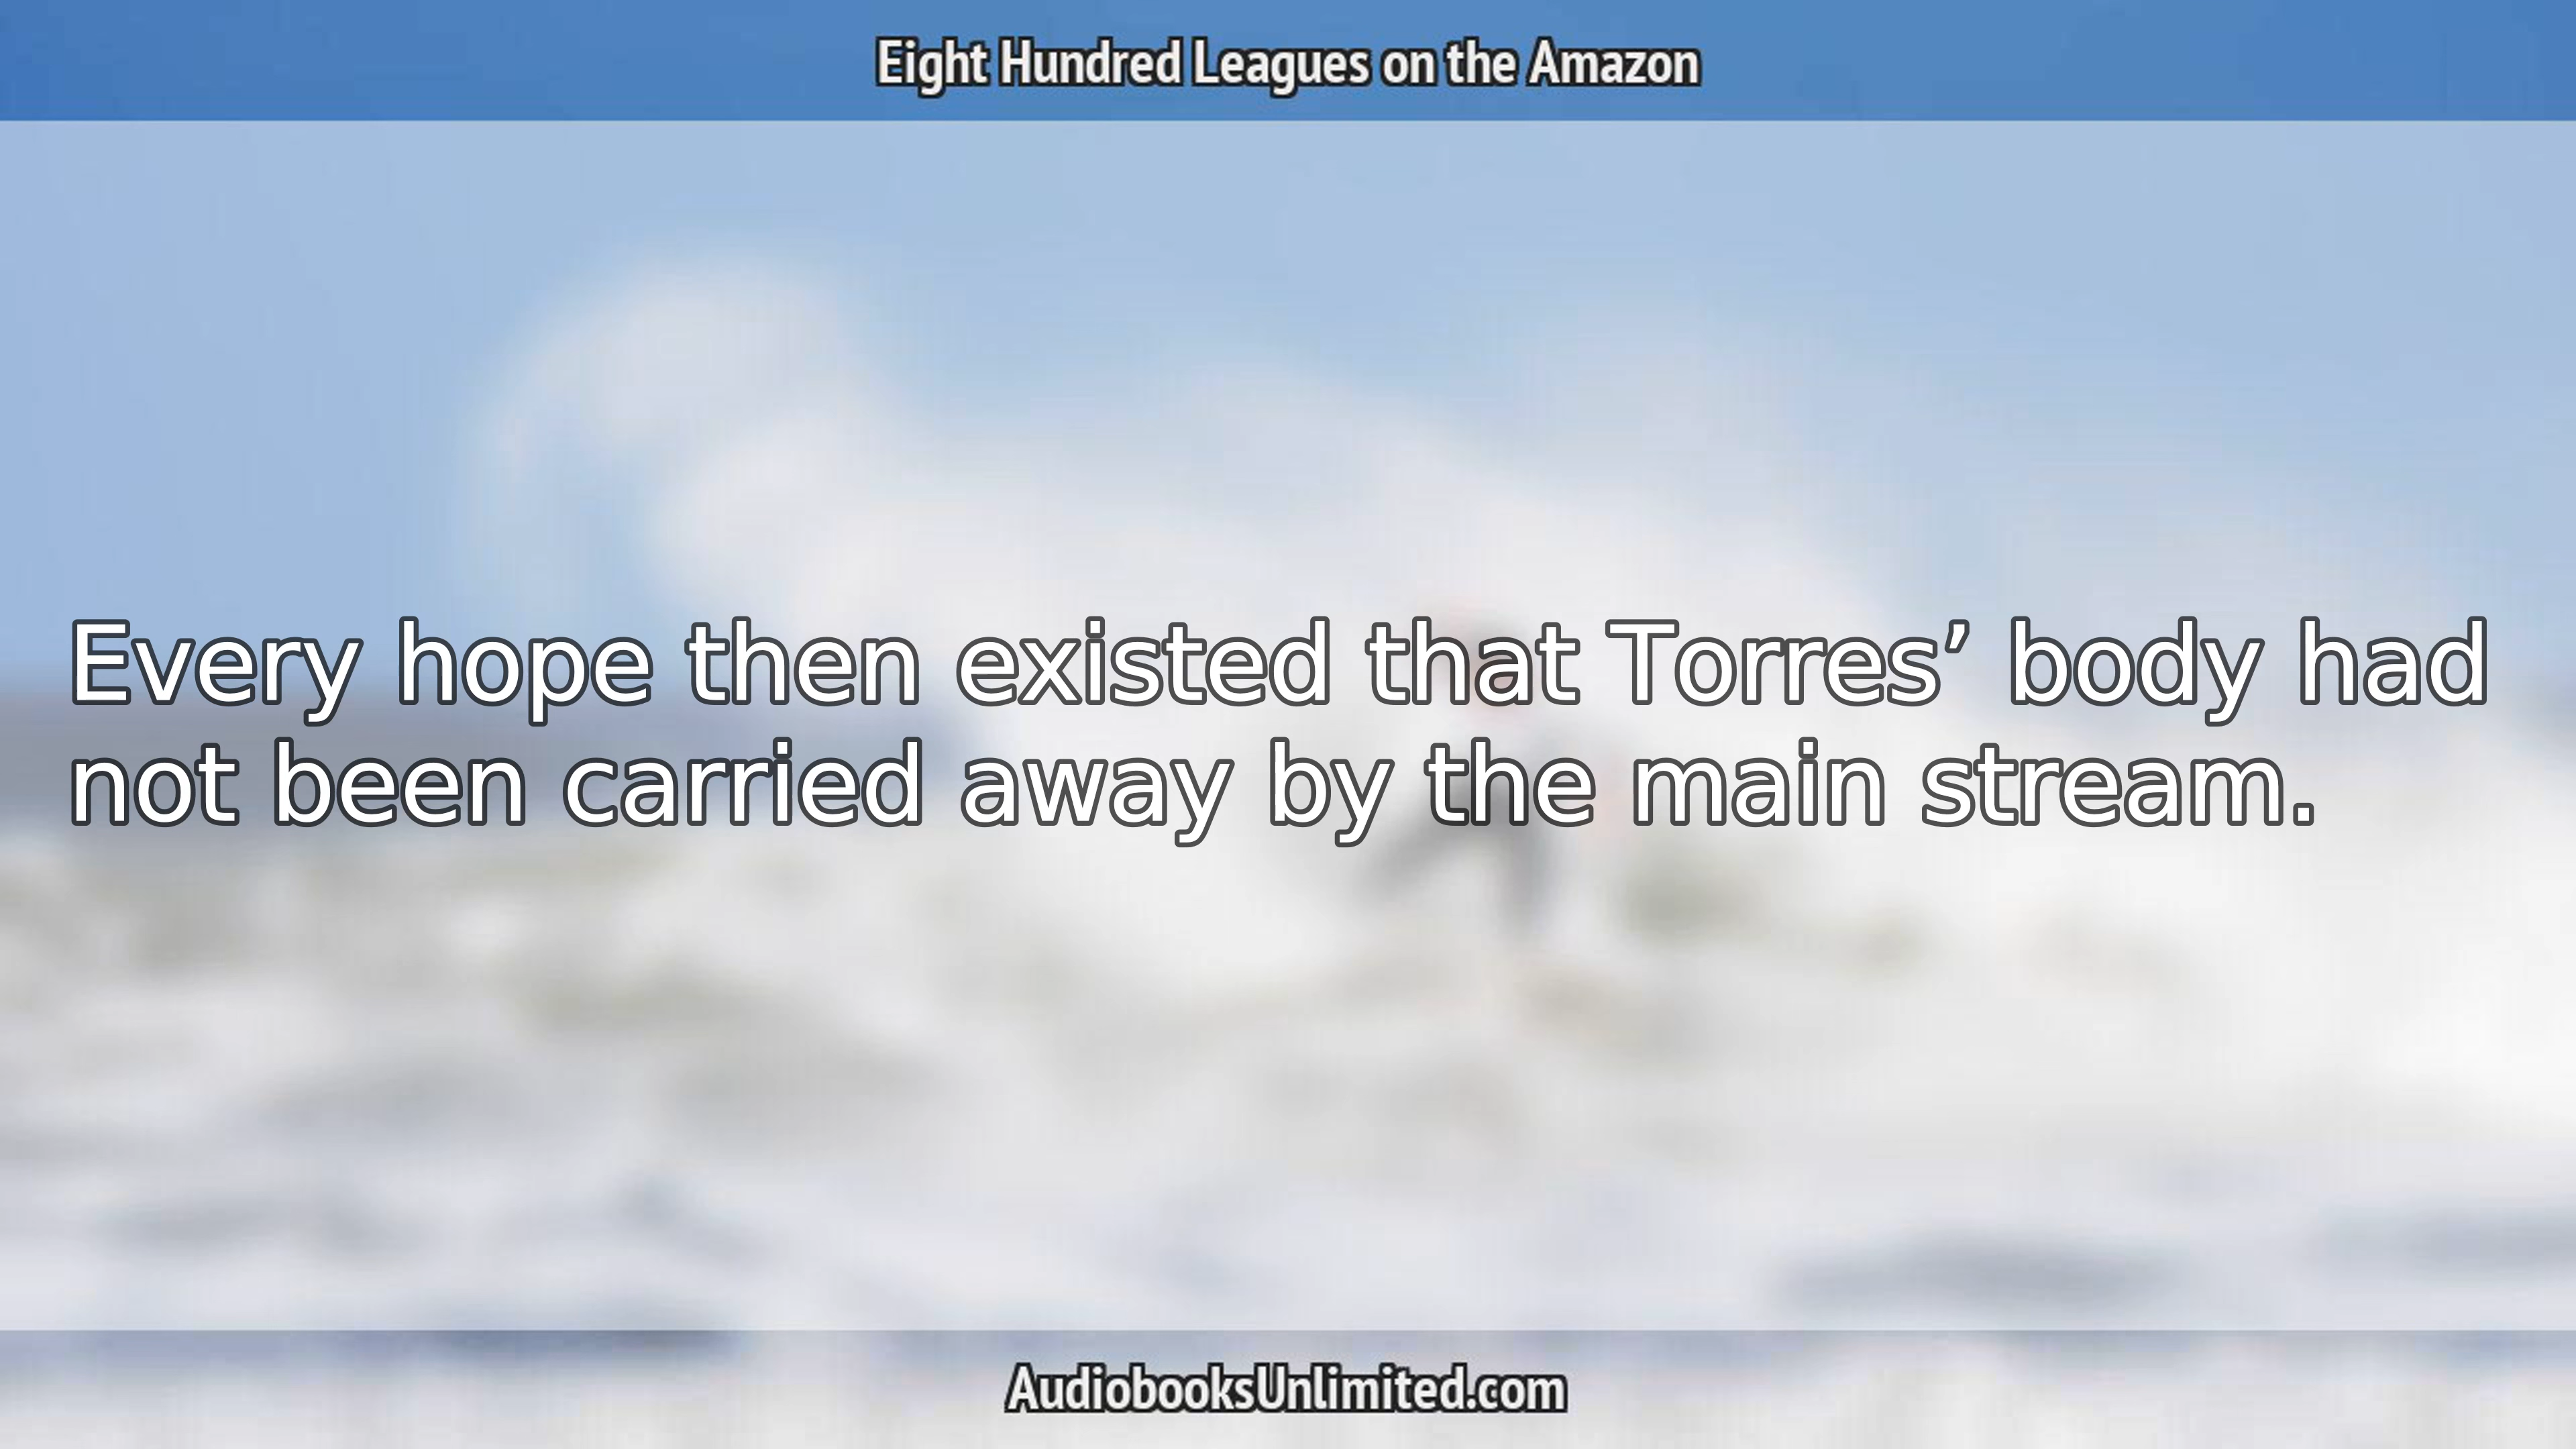 Eight Hundred Leagues on the Amazon
Every hope then existed that Torres’ body had
not been carried away by the main stream.
AudiobooksUnlimited.com